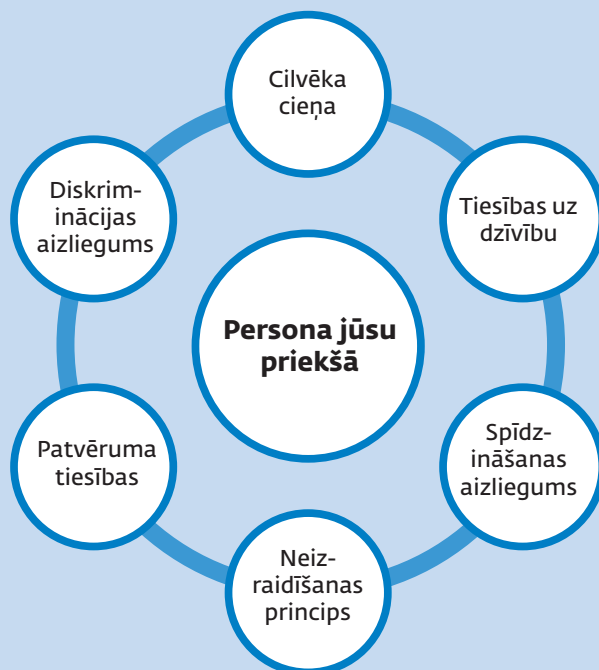 Cilvēka
cieņa
Tiesības uz
dzīvību
Spīdz-
ināšanas
aizliegums
Neiz-
raidīšanas
princips
Patvēruma
tiesības
Diskrim-
inācijas
aizliegums
Persona jūsu
priekšā